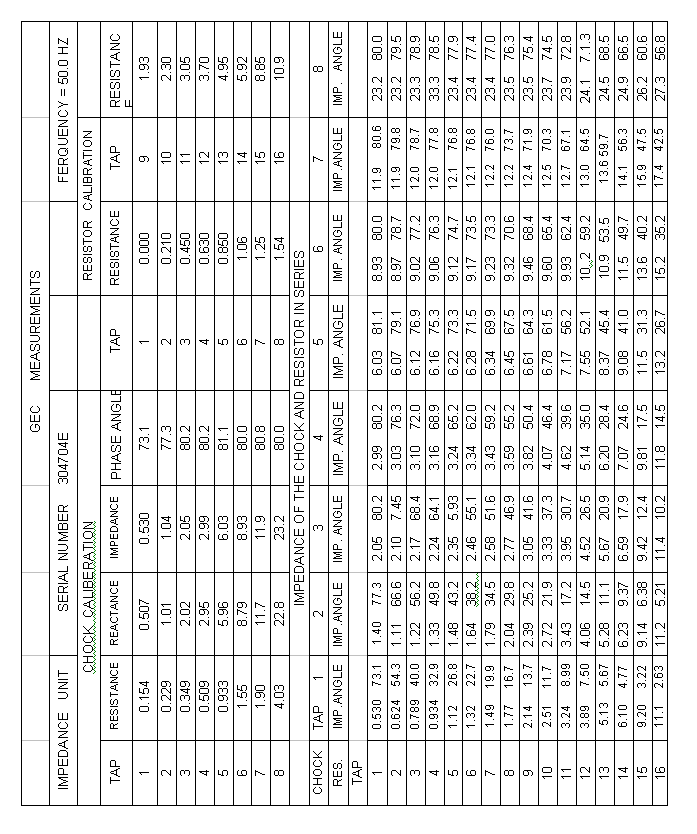 GEC MEASUREMENTS
IMPEDANCE UNIT SERIAL NUMBER 304704E FERQUENCY = 50.0 HZ
CHOCK CALIBERATION RESISTOR CALIBRATION
TAP RESISTANCE REACTANCE IMPEDANCE PHASE ANGLE TAP RESISTANCE TAP RESISTANC
E
1 0.154 0.507 0.530 73.1 1 0.000 9 1.93
2 0.229 1.01 1.04 77.3 2 0.210 10 2.30
3 0.349 2.02 2.05 80.2 3 0.450 11 3.05
4 0.509 2.95 2.99 80.2 4 0.630 12 3.70
5 0.933 5.96 6.03 81.1 5 0.850 13 4.95
6 1.55 8.79 8.93 80.0 6 1.06 14 5.92
7 1.90 11.7 11.9 80.8 7 1.25 15 8.85
8 4.03 22.8 23.2 80.0 8 1.54 16 10.9
IMPEDANCE OF THE CHOCK AND RESISTOR IN SERIES
CHOCK TAP 1 2 3 4 5 6 7 8
RES. IMP. ANGLE IMP. ANGLE IMP. ANGLE IMP. ANGLE IMP. ANGLE IMP. ANGLE IMP. ANGLE IMP. ANGLE
TAP
1 0.530 73.1 1.40 77.3 2.05 80.2 2.99 80.2 6.03 81.1 8.93 80.0 11.9 80.6 23.2 80.0
2 0.624 54.3 1.11 66.6 2.10 7.45 3.03 76.3 6.07 79.1 8.97 78.7 11.9 79.8 23.2 79.5
3 0.789 40.0 1.22 56.2 2.17 68.4 3.10 72.0 6.12 76.9 9.02 77.2 12.0 78.7 23.3 78.9
4 0.934 32.9 1.33 49.8 2.24 64.1 3.16 68.9 6.16 75.3 9.06 76.3 12.0 77.8 33.3 78.5
5 1.12 26.8 1.48 43.2 2.35 5.93 3.24 65.2 6.22 73.3 9.12 74.7 12.1 76.8 23.4 77.9
6 1.32 22.7 1.64 38.2 2.46 55.1 3.34 62.0 6.28 71.5 9.17 73.5 12.1 76.8 23.4 77.4
7 1.49 19.9 1.79 34.5 2.58 51.6 3.43 59.2 6.34 69.9 9.23 73.3 12.2 76.0 23.4 77.0
8 1.77 16.7 2.04 29.8 2.77 46.9 3.59 55.2 6.45 67.5 9.32 70.6 12.2 73.7 23.5 76.3
9 2.14 13.7 2.39 25.2 3.05 41.6 3.82 50.4 6.61 64.3 9.46 68.4 12.4 71.9 23.5 75.4
10 2.51 11.7 2.72 21.9 3.33 37.3 4.07 46.4 6.78 61.5 9.60 65.4 12.5 70.3 23.7 74.5
11 3.24 8.99 3.43 17.2 3.95 30.7 4.62 39.6 7.17 56.2 9.93 62.4 12.7 67.1 23.9 72.8
12 3.89 7.50 4.06 14.5 4.52 26.5 5.14 35.0 7.55 52.1 10,.2 59.2 13.0 64.5 24.1 7.1.3
13 5.13 5.67 5.28 11.1 5.67 20.9 6.20 28.4 8.37 45.4 10.9 53.5 13.6 59.7 24.5 68.5
14 6.10 4.77 6.23 9.37 6.59 17.9 7.07 24.6 9.08 41.0 11.5 49.7 14.1 56.3 24.9 66.5
15 9.20 3.22 9.14 6.38 9.42 12.4 9.81 17.5 11.5 31.3 13.6 40.2 15.9 47.5 26.2 60.6
16 11.1 2.63 11.2 5.21 11.4 10.2 11.8 14.5 13.2 26.7 15.2 35.2 17.4 42.5 27.3 56.8